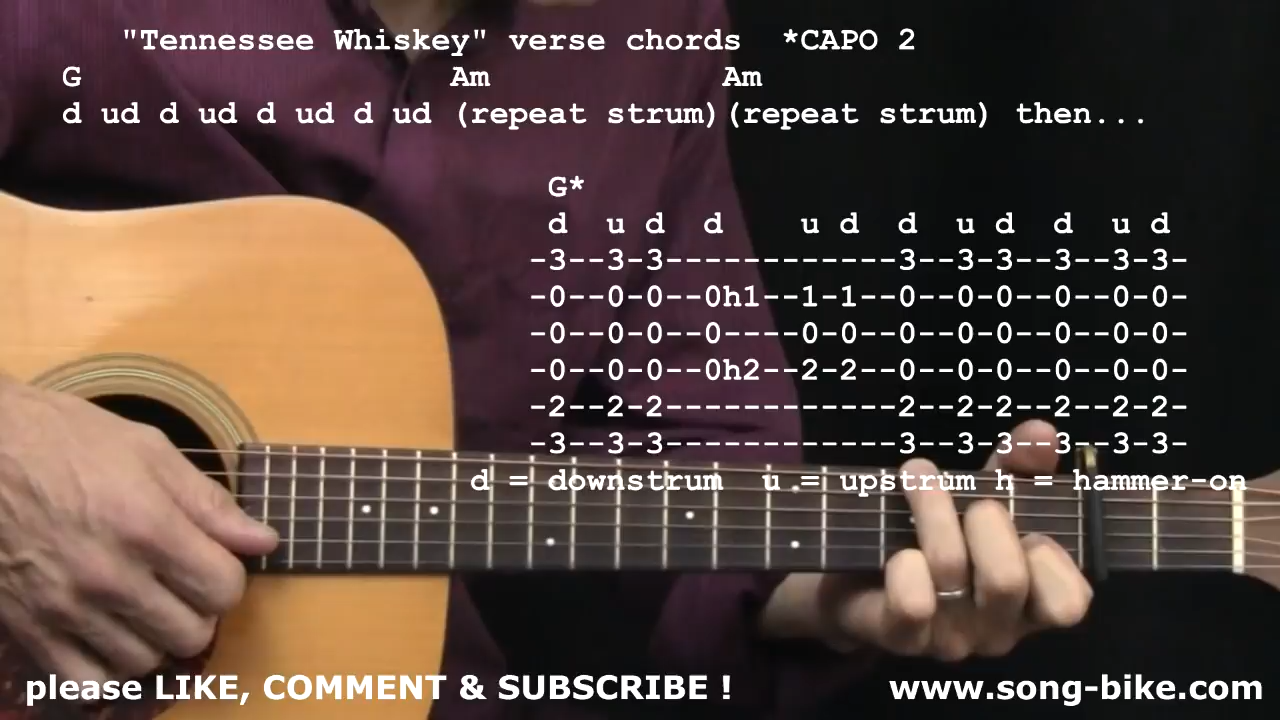 "Tennessee Whiskey" verse chords  *CAPO 2
G                   Am            Am
d ud d ud d ud d ud (repeat strum)(repeat strum) then...
G*
d  u d  d    u d  d  u d  d  u d
-3--3-3------------3--3-3--3--3-3-
-0--0-0--0h1--1-1--0--0-0--0--0-0-
-0--0-0--0----0-0--0--0-0--0--0-0-
-0--0-0--0h2--2-2--0--0-0--0--0-0-
-2--2-2------------2--2-2--2--2-2-
-3--3-3------------3--3-3--3--3-3-
d = downstrum  u = upstrum h = hammer-on
please LIKE, COMMENT & SUBSCRIBE !
www.song-bike.com